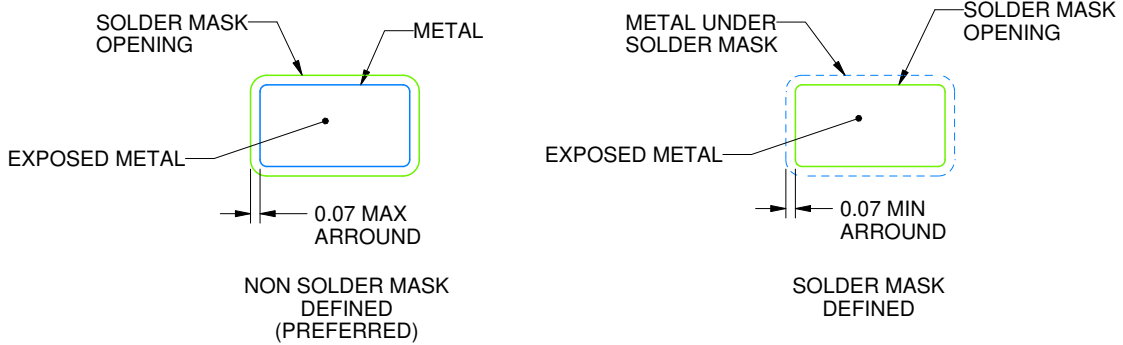 SOLDER MASK
OPENING
METAL
EXPOSED METAL
0.07 MAX
ARROUND
NON SOLDER MASK
DEFINED
(PREFERRED)
METAL UNDER
SOLDER MASK
SOLDER MASK
OPENING
EXPOSED METAL
0.07 MIN
ARROUND
SOLDER MASK
DEFINED